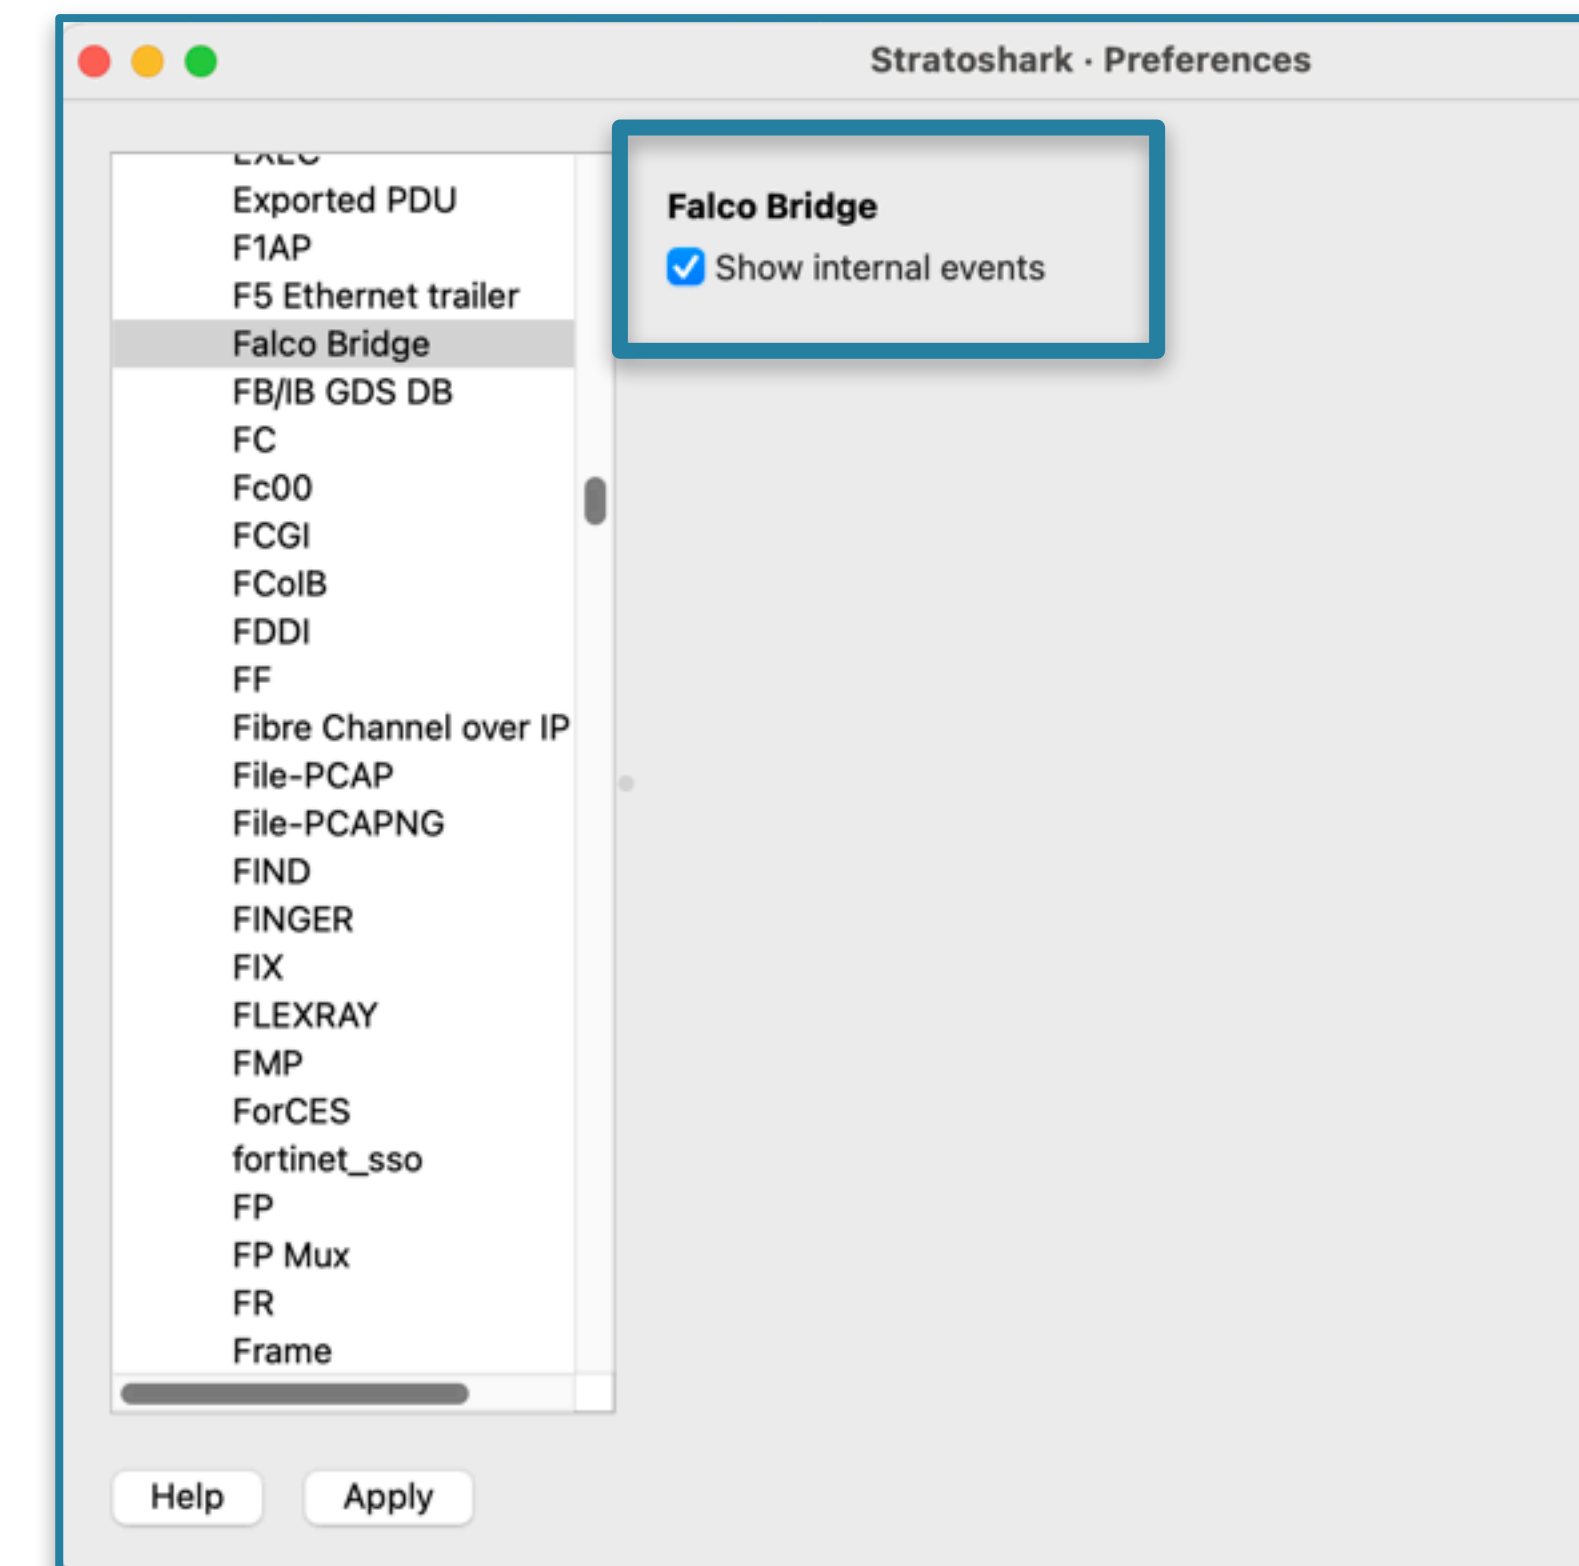 Stratoshark · Preferences
EXEC
Exported PDU
F1AP
F5 Ethernet trailer
Falco Bridge
FB/IB GDS DB
FC
Fc00
FCGI
FCoIB
FDDI
FF
Fibre Channel over IP
File-PCAP
File-PCAPNG
FIND
FINGER
FIX
FLEXRAY
FMP
ForCES
fortinet_sso
FP
FP Mux
FR
Frame
Falco Bridge
Show internal events
Help
Apply